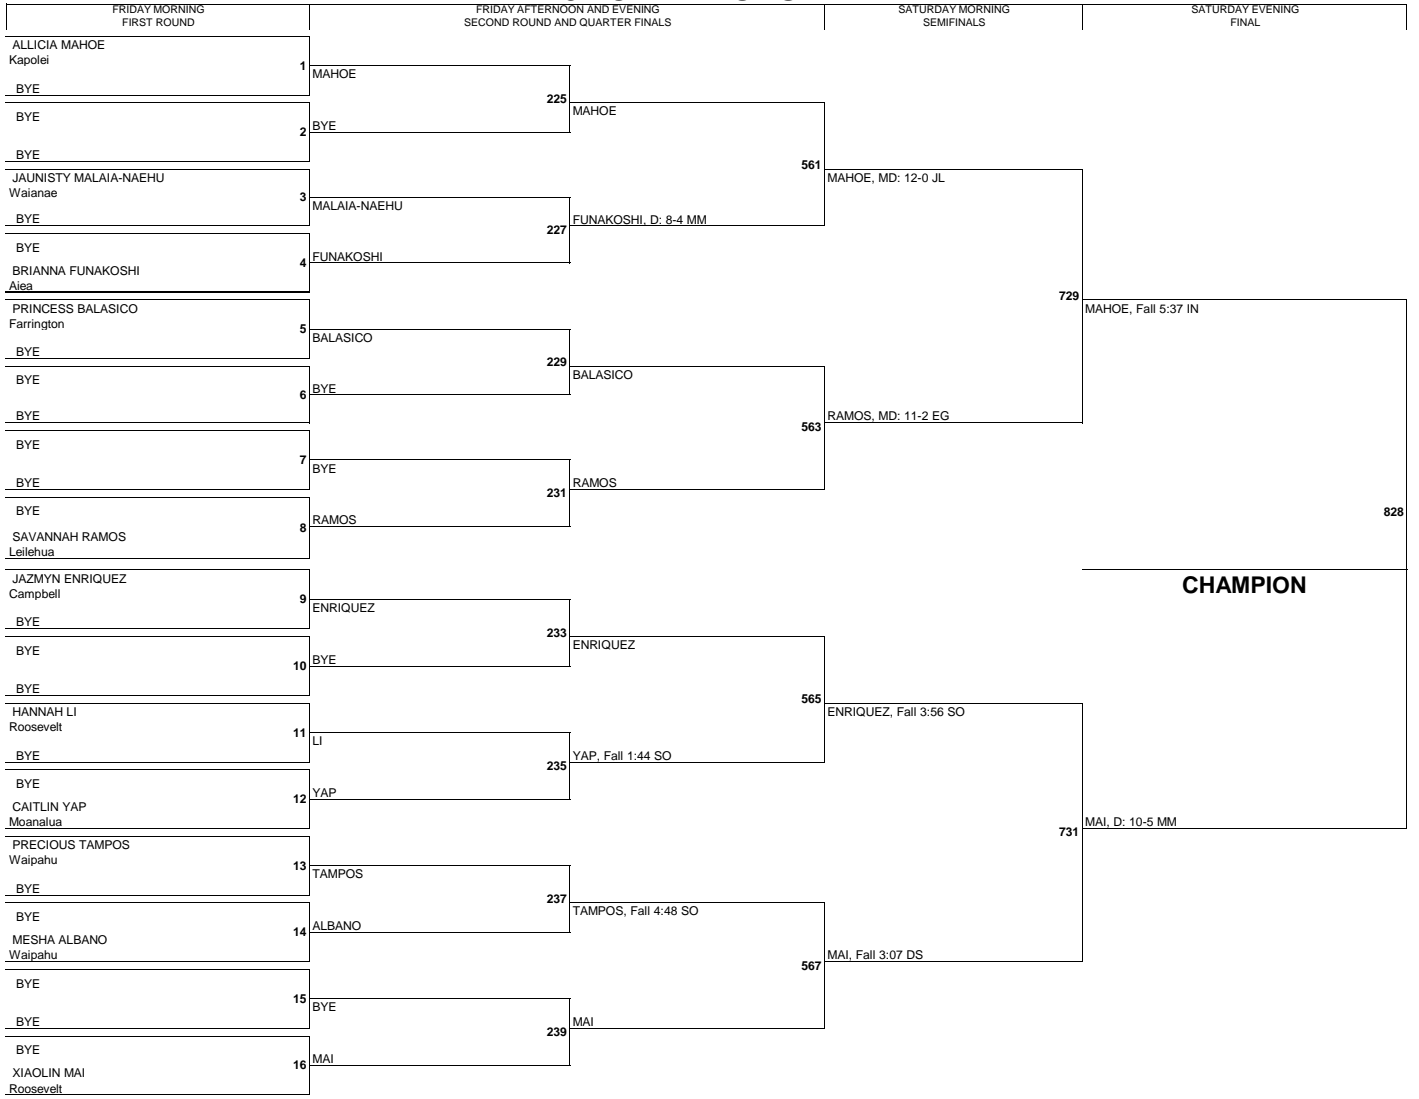 FRIDAY MORNING
FIRST ROUND
FRIDAY AFTERNOON AND EVENING
SECOND ROUND AND QUARTER FINALS
SATURDAY MORNING
SEMIFINALS
SATURDAY EVENING
FINAL
ALLICIA MAHOE
Kapolei
1
BYE
MAHOE
225
BYE
2
BYE
BYE
MAHOE
561
JAUNISTY MALAIA-NAEHU
Waianae
3
BYE
MALAIA-NAEHU
227
FUNAKOSHI, D: 8-4 MM
MAHOE, MD: 12-0 JL
BYE
4
BRIANNA FUNAKOSHI
Aiea
FUNAKOSHI
729
MAHOE, Fall 5:37 IN
PRINCESS BALASICO
Farrington
5
BYE
BALASICO
229
BALASICO
BYE
6
BYE
BYE
563
RAMOS, MD: 11-2 EG
BYE
7
BYE
BYE
231
RAMOS
BYE
8
SAVANNAH RAMOS
Leilehua
RAMOS
828
CHAMPION
JAZMYN ENRIQUEZ
Campbell
9
BYE
ENRIQUEZ
233
ENRIQUEZ
BYE
10
BYE
BYE
565
ENRIQUEZ, Fall 3:56 SO
HANNAH LI
Roosevelt
11
BYE
LI
235
YAP, Fall 1:44 SO
BYE
12
CAITLIN YAP
Moanalua
YAP
731
MAI, D: 10-5 MM
PRECIOUS TAMPOS
Waipahu
13
BYE
TAMPOS
237
TAMPOS, Fall 4:48 SO
BYE
14
MESHA ALBANO
Waipahu
ALBANO
567
MAI, Fall 3:07 DS
BYE
15
BYE
BYE
239
MAI
BYE
16
XIAOLIN MAI
Roosevelt
MAI